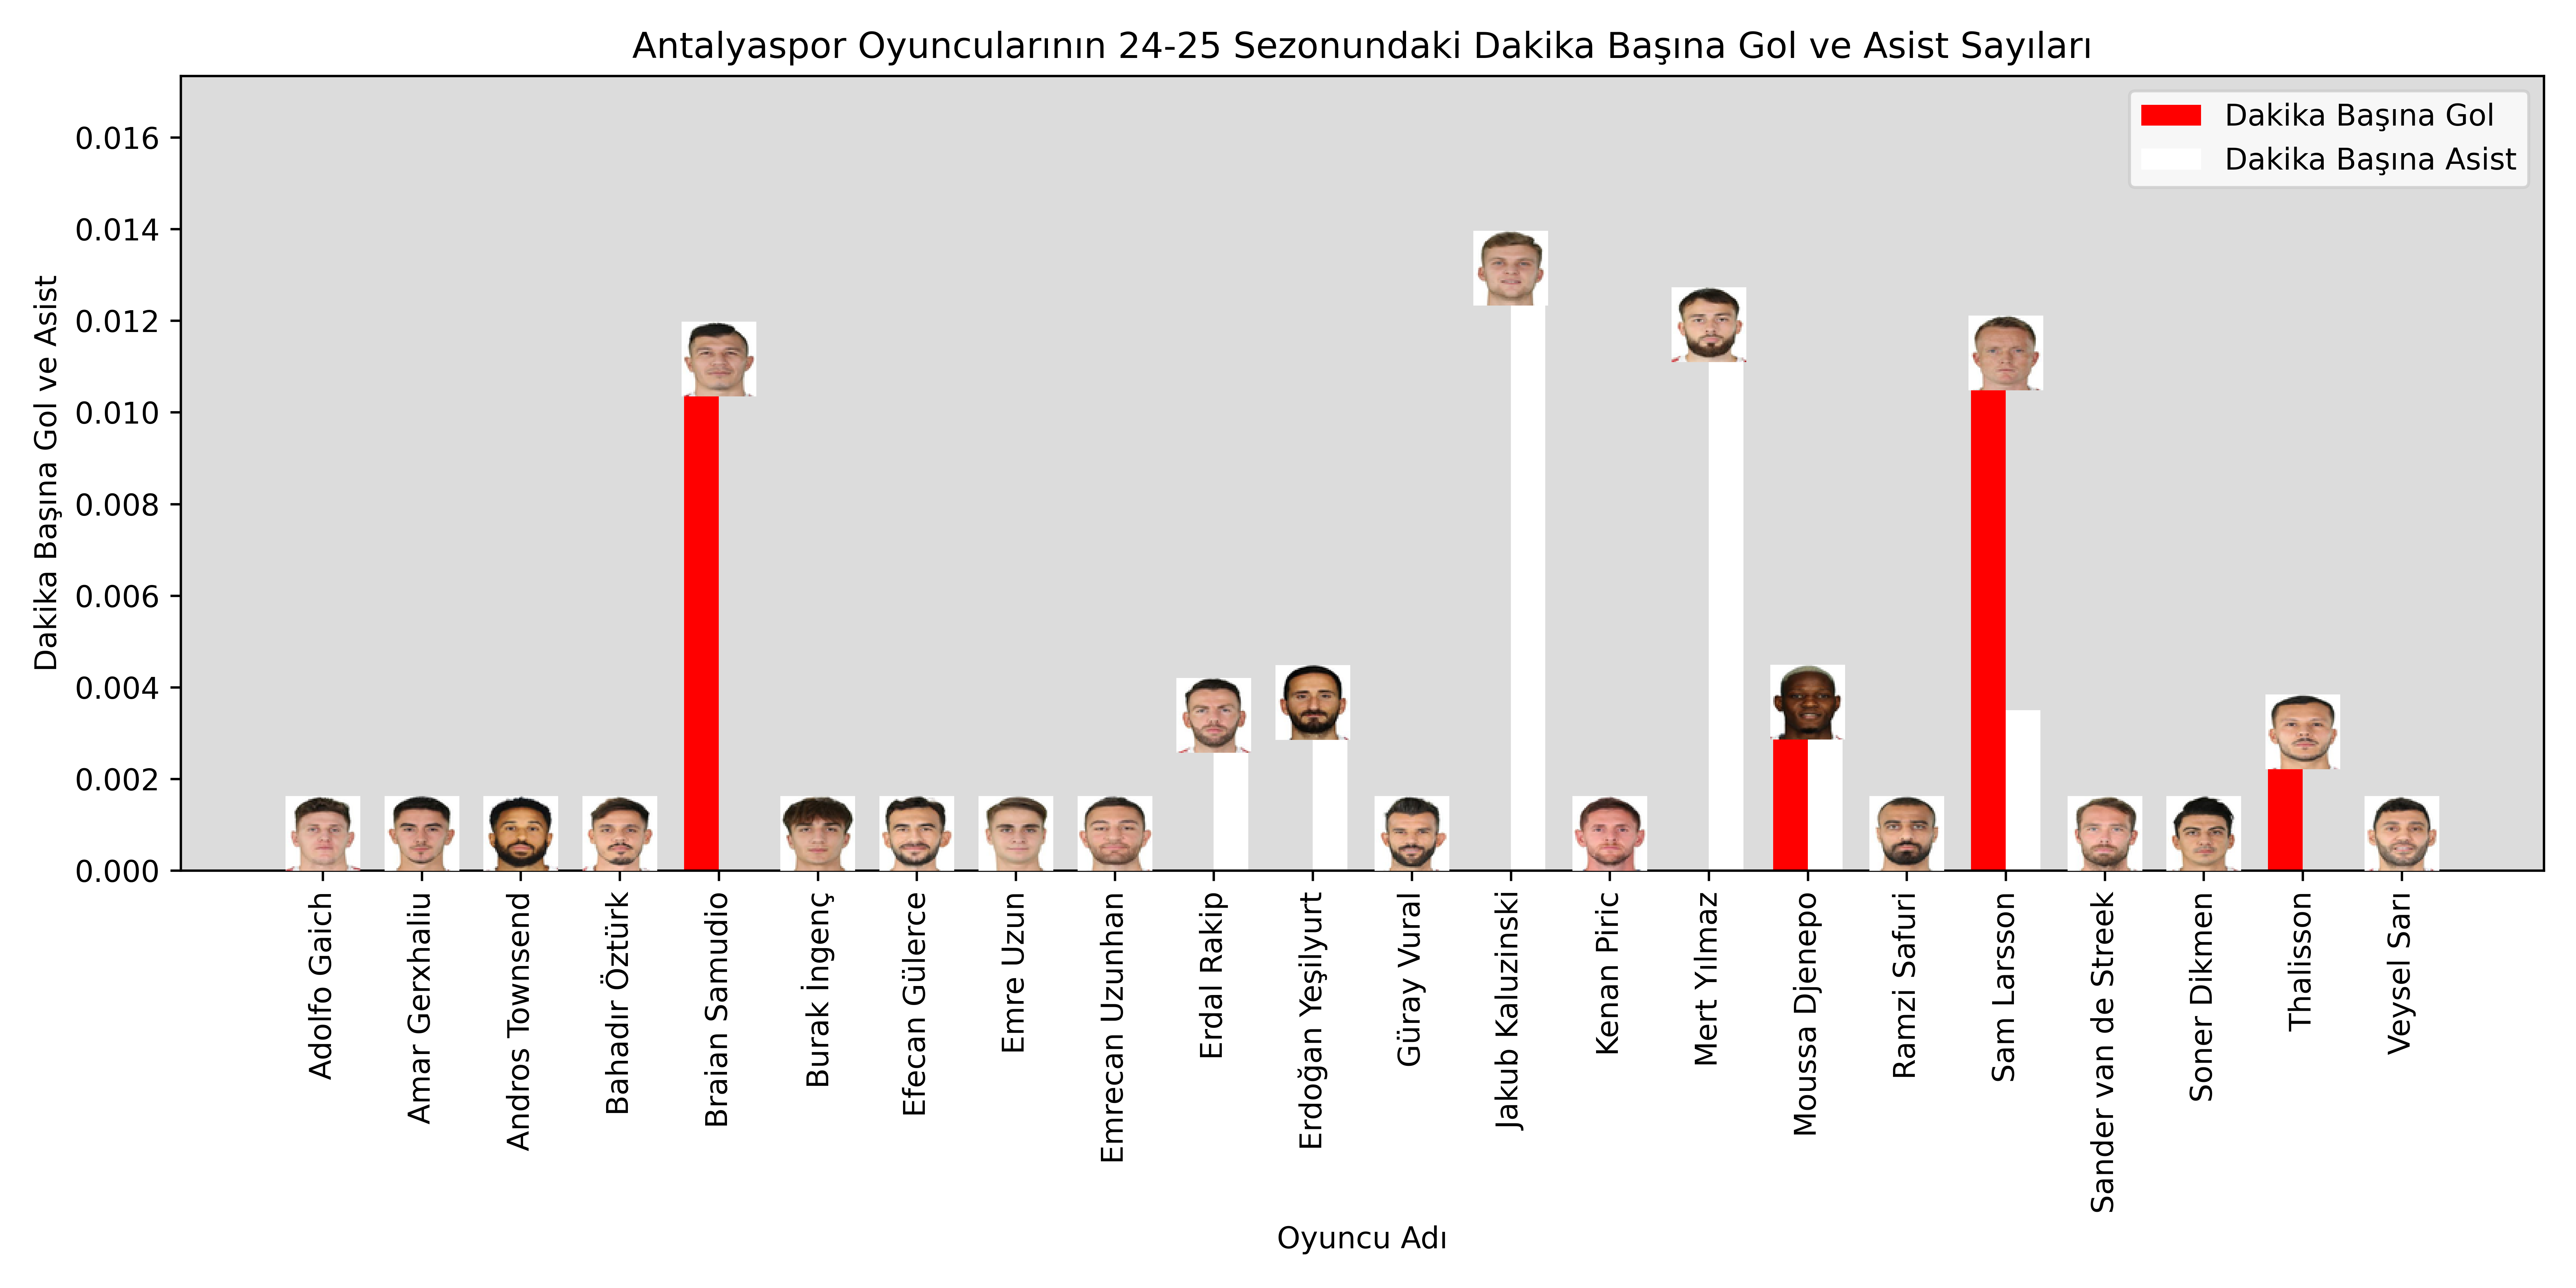 Antalyaspor Oyuncularının 24-25 Sezonundaki Dakika Başına Gol ve Asist Sayıları
Dakika Başına Gol
Dakika Başına Asist
Dakika Başına Gol ve Asist
0.016
0.014
0.012
0.010
0.008
0.006
0.004
0.002
0.000
Adolfo Gaich
Amar Gerxhaliu
Andros Townsend
Bahadır Öztürk
Braian Samudio
Burak İngenç
Efecan Gülerce
Emre Uzun
Emrecan Uzunhan
Erdal Rakip
Erdoğan Yeşilyurt
Güray Vural
Jakub Kaluzinski
Kenan Piric
Mert Yılmaz
Moussa Djenepo
Ramzi Safuri
Sam Larsson
Sander van de Streek
Soner Dikmen
Thalisson
Veysel Sarı
Oyuncu Adı